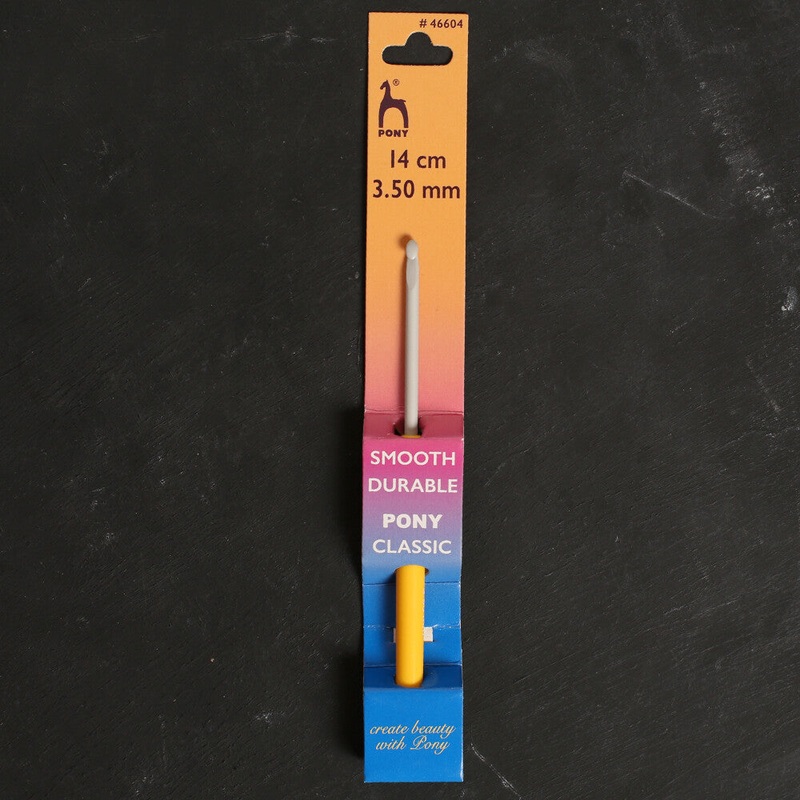 # 46604
®
PONY
14 cm
3.50 mm
SMOOTH
DURABLE
PONY
CLASSIC
create beauty
with Pony